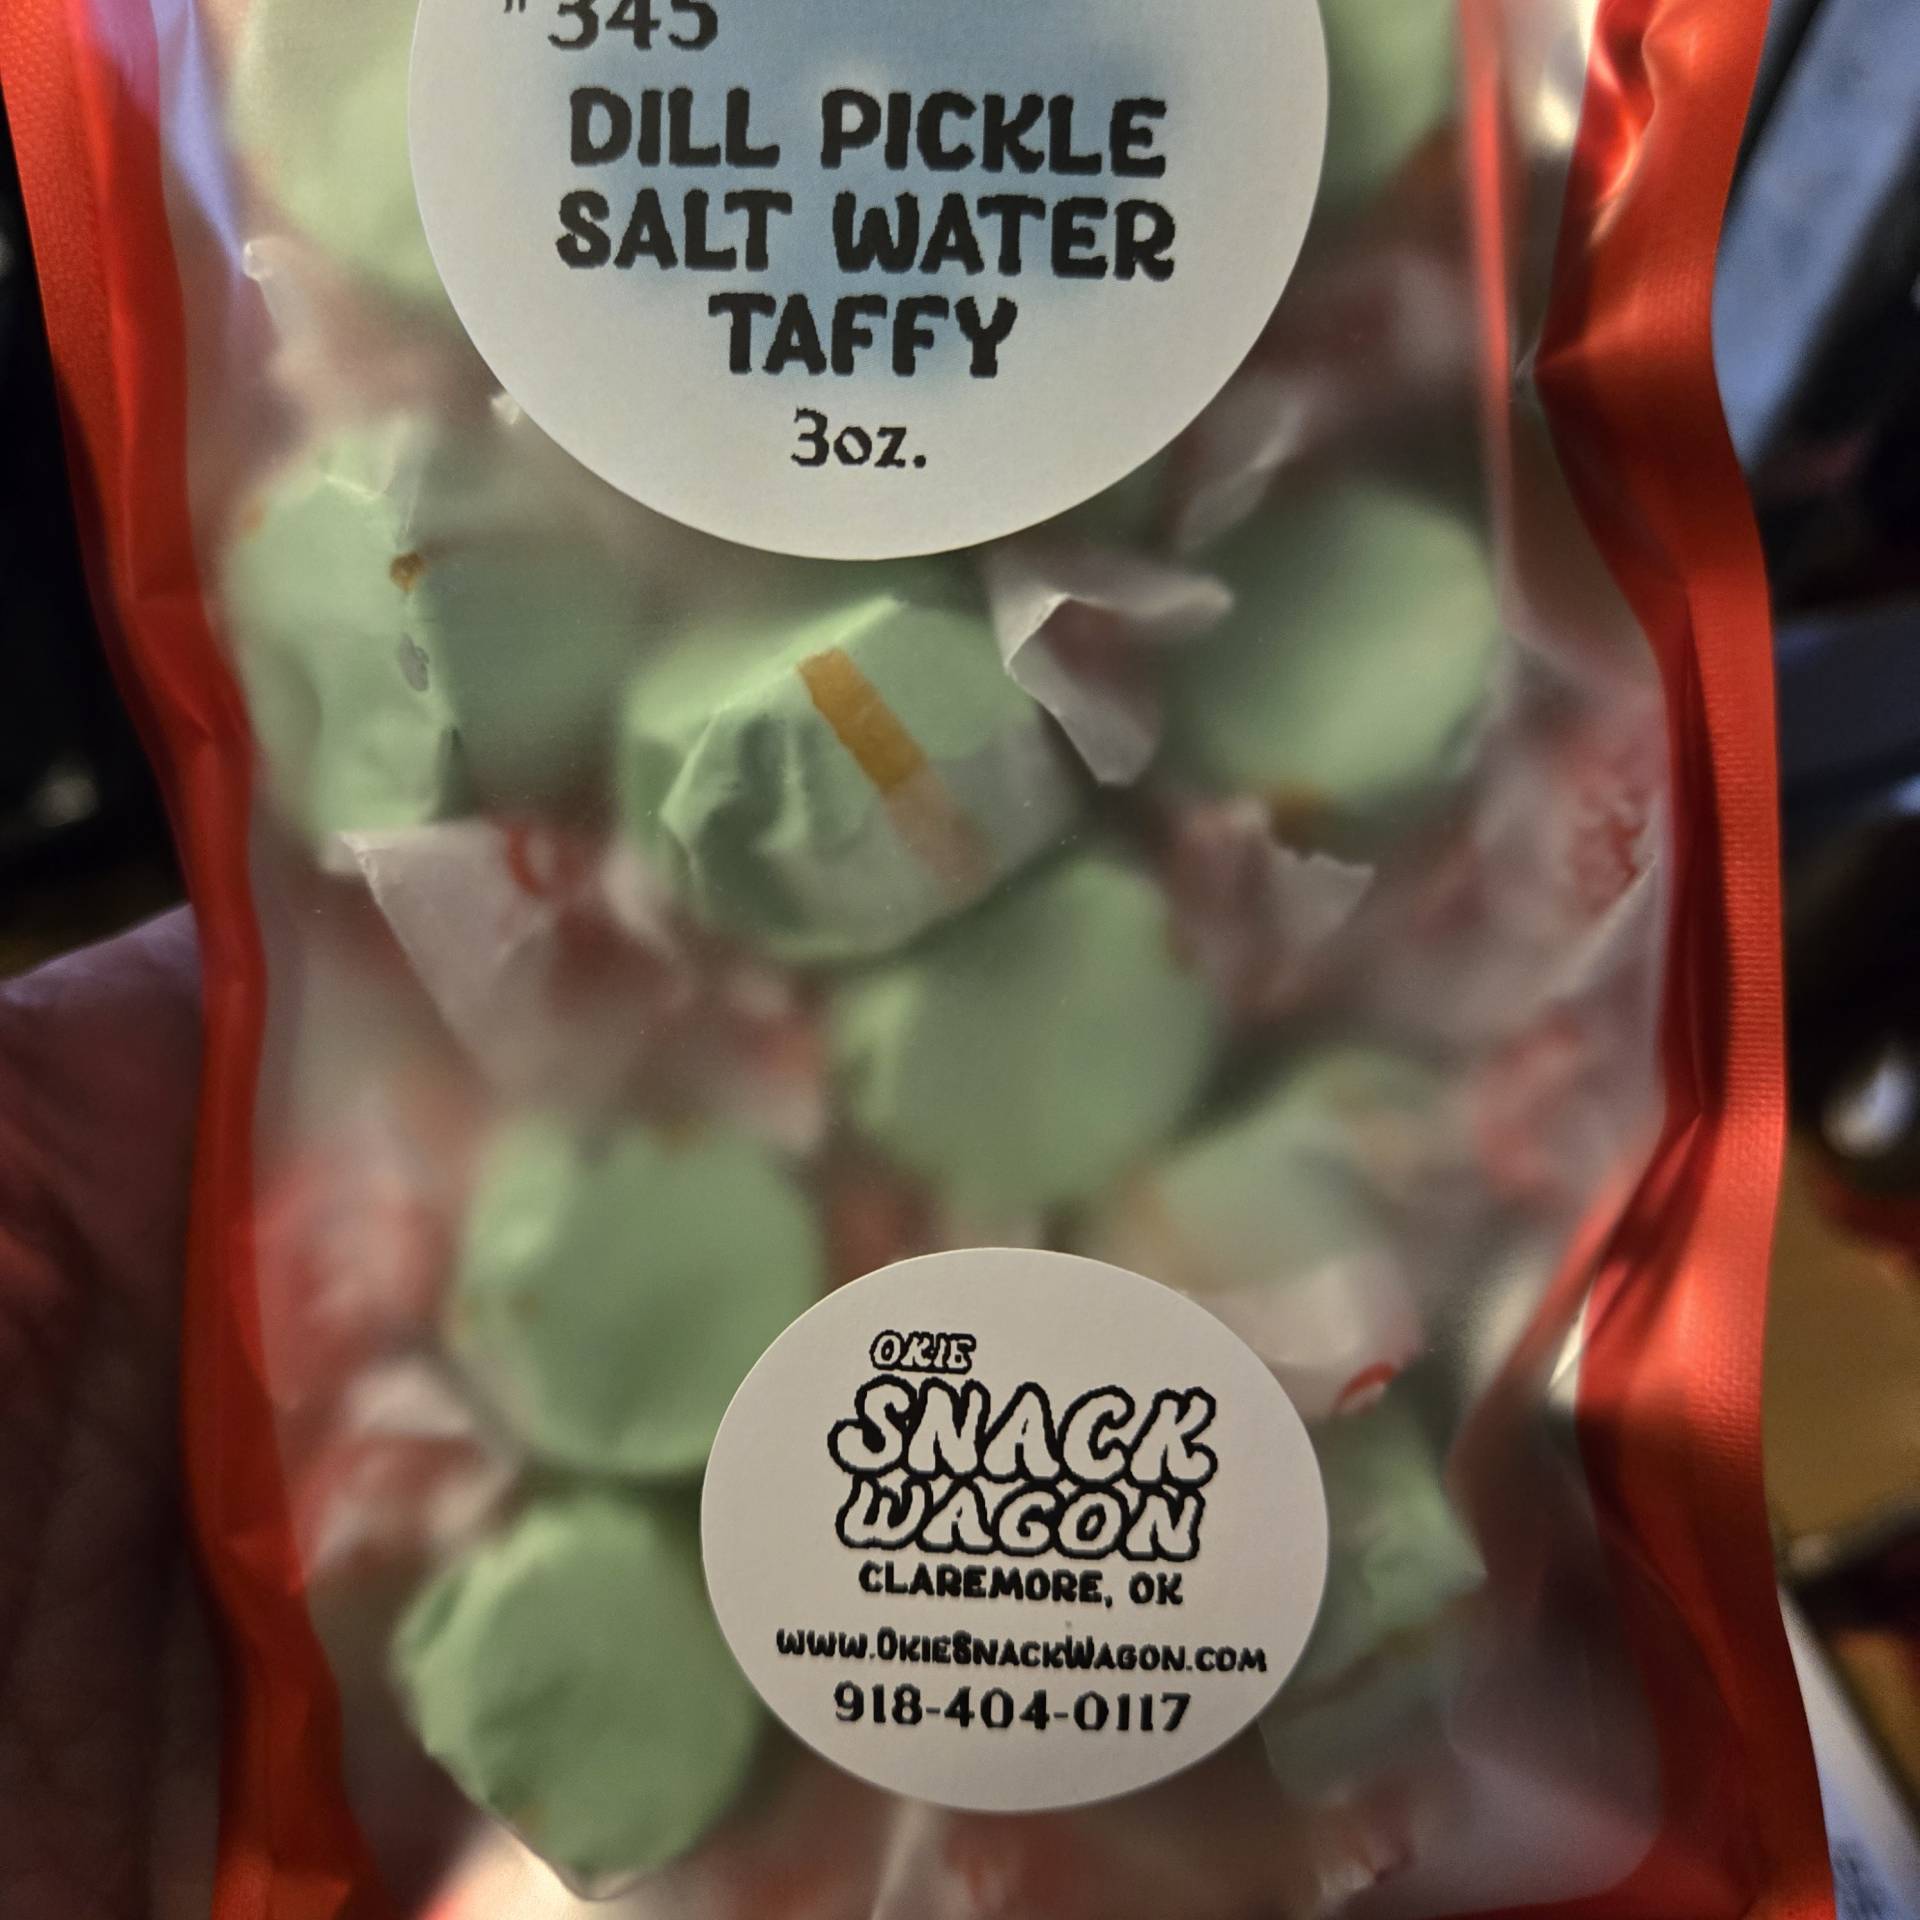 "345
DILL PICKLE
SALT WATER
TAFFY
3oz.
OKIE
SNACK
WAGON
CLAREMORE, OK
www.OkieSnackWagon.com
918-404-0117